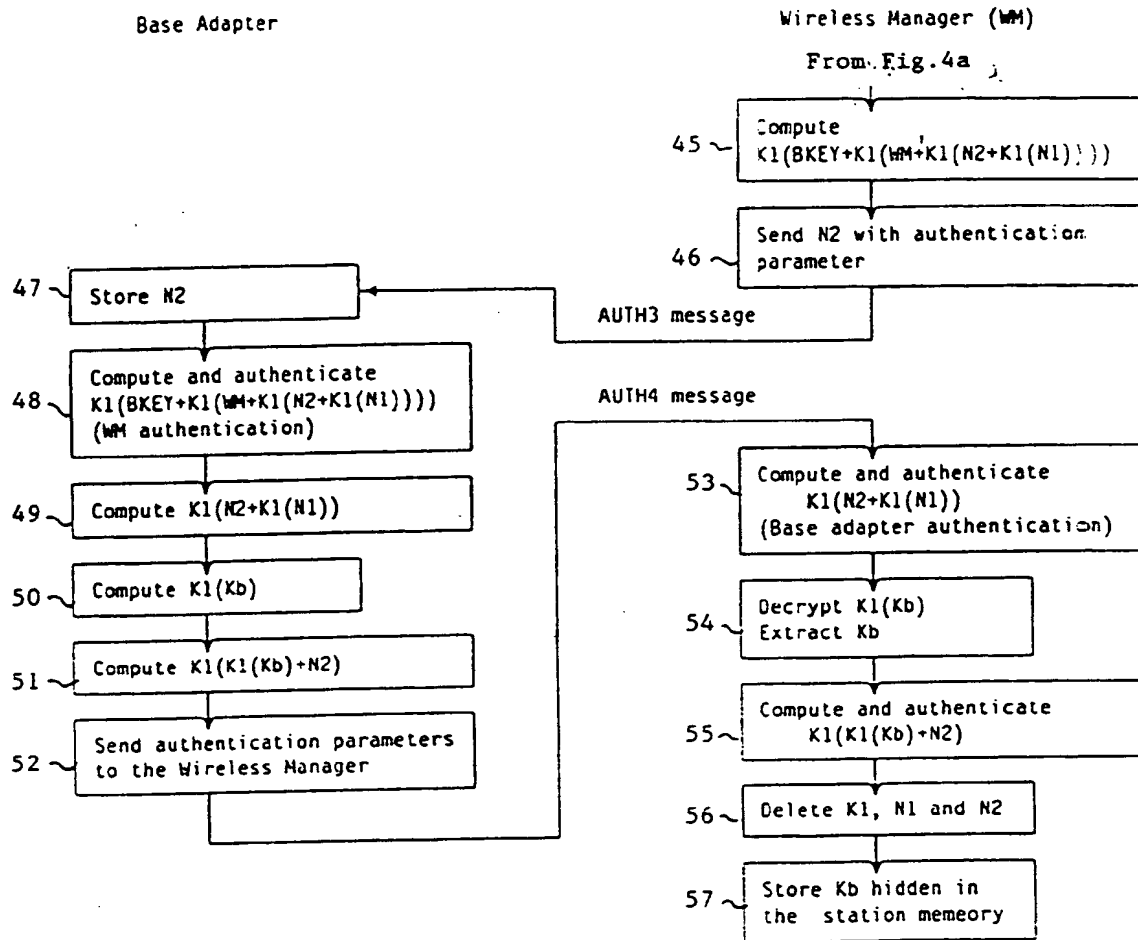 Base Adapter
Wireless Manager (WM)
From Fig.4a
45
Compute
K1(BKEY+K1(WM+K1(N2+K1(N1))))
46
Send N2 with authentication
parameter
AUTH3 message
47
Store N2
48
Compute and authenticate
K1(BKEY+K1(WM+K1(N2+K1(N1))))
(WM authentication)
49
Compute K1(N2+K1(N1))
50
Compute K1(Kb)
51
Compute K1(K1(Kb)+N2)
52
Send authentication parameters
to the Wireless Manager
AUTH4 message
53
Compute and authenticate
K1(N2+K1(N1))
(Base adapter authentication)
54
Decrypt K1(Kb)
Extract Kb
55
Compute and authenticate
K1(K1(Kb)+N2)
56
Delete K1, N1 and N2
57
Store Kb hidden in
the station memeory